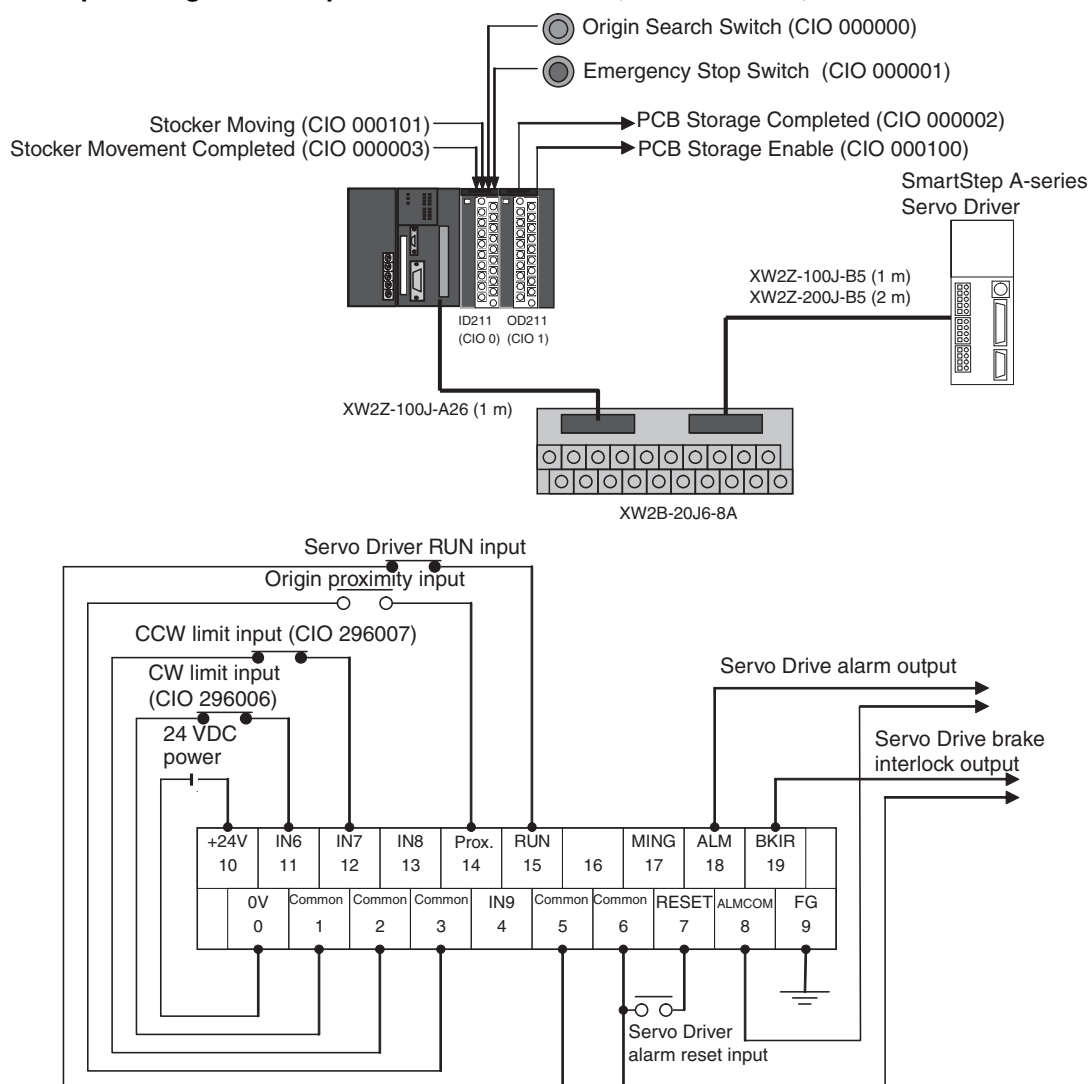 Origin Search Switch (CIO 000000)
Emergency Stop Switch (CIO 000001)
Stocker Moving (CIO 000101)
Stocker Movement Completed (CIO 000003)
PCB Storage Completed (CIO 000002)
PCB Storage Enable (CIO 000100)
SmartStep A-series
Servo Driver
XW2Z-100J-B5 (1 m)
XW2Z-200J-B5 (2 m)
ID211
(CIO 0)
OD211
(CIO 1)
XW2Z-100J-A26 (1 m)
XW2B-20J6-8A
Servo Driver RUN input
Origin proximity input
CCW limit input (CIO 296007)
CW limit input
(CIO 296006)
24 VDC
power
Servo Drive alarm output
Servo Drive brake
interlock output
+24V IN6 IN7 IN8 Prox. RUN MING ALM BKIR
10 11 12 13 14 15 16 17 18 19
0V Common Common Common IN9 Common Common RESET ALMCOM FG
0 1 2 3 4 5 6 7 8 9
Servo Driver
alarm reset input